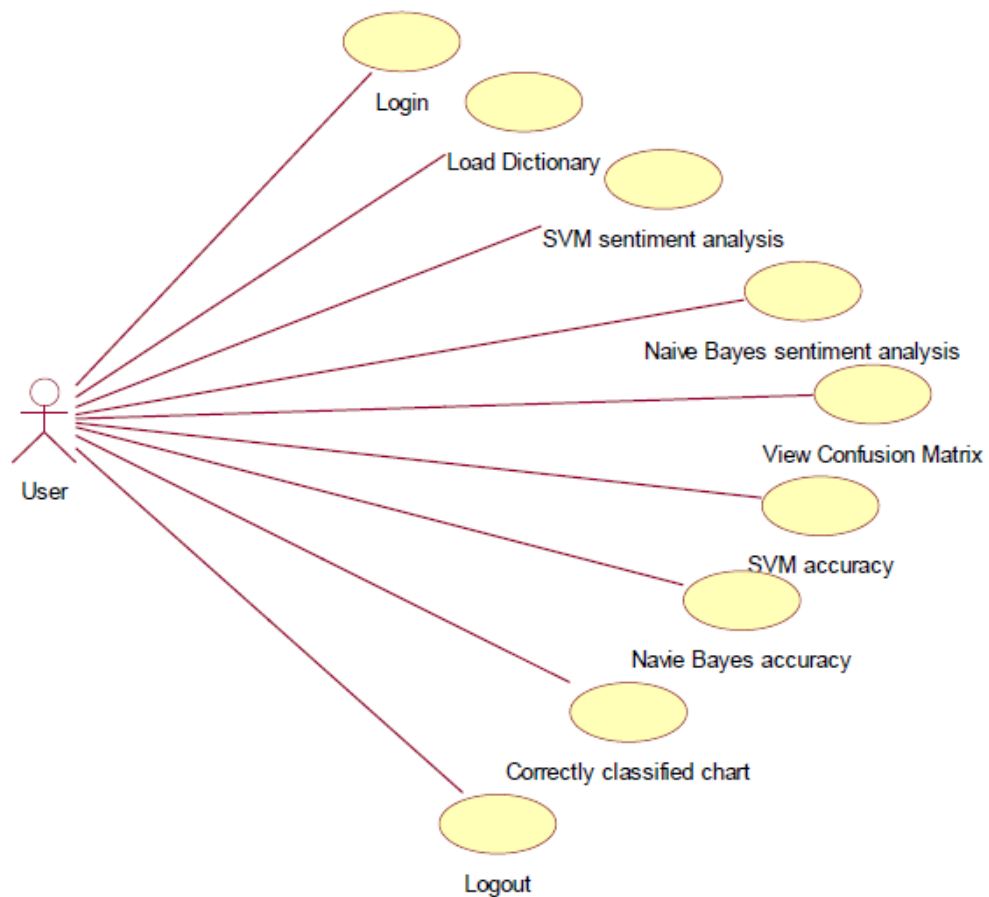 Login
Load Dictionary
SVM sentiment analysis
Naive Bayes sentiment analysis
View Confusion Matrix
User
SVM accuracy
Navie Bayes accuracy
Correctly classified chart
Logout